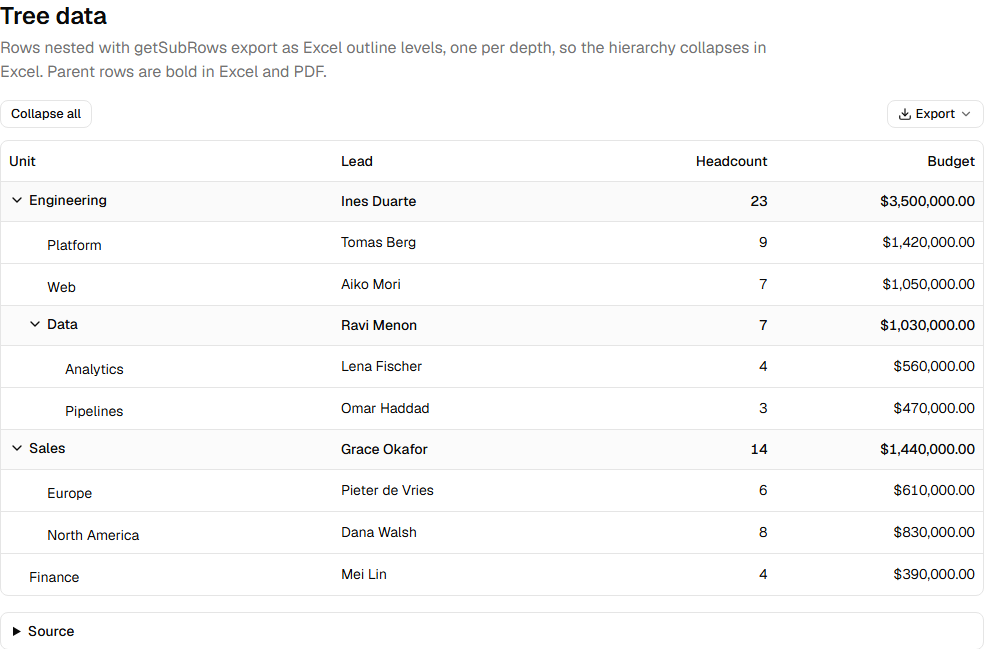 Tree data
Rows nested with getSubRows export as Excel outline levels, one per depth, so the hierarchy collapses in
Excel. Parent rows are bold in Excel and PDF.
Collapse all
Export
Unit Lead Headcount Budget
Engineering Ines Duarte 23 $3,500,000.00
Platform Tomas Berg 9 $1,420,000.00
Web Aiko Mori 7 $1,050,000.00
Data Ravi Menon 7 $1,030,000.00
Analytics Lena Fischer 4 $560,000.00
Pipelines Omar Haddad 3 $470,000.00
Sales Grace Okafor 14 $1,440,000.00
Europe Pieter de Vries 6 $610,000.00
North America Dana Walsh 8 $830,000.00
Finance Mei Lin 4 $390,000.00
Source